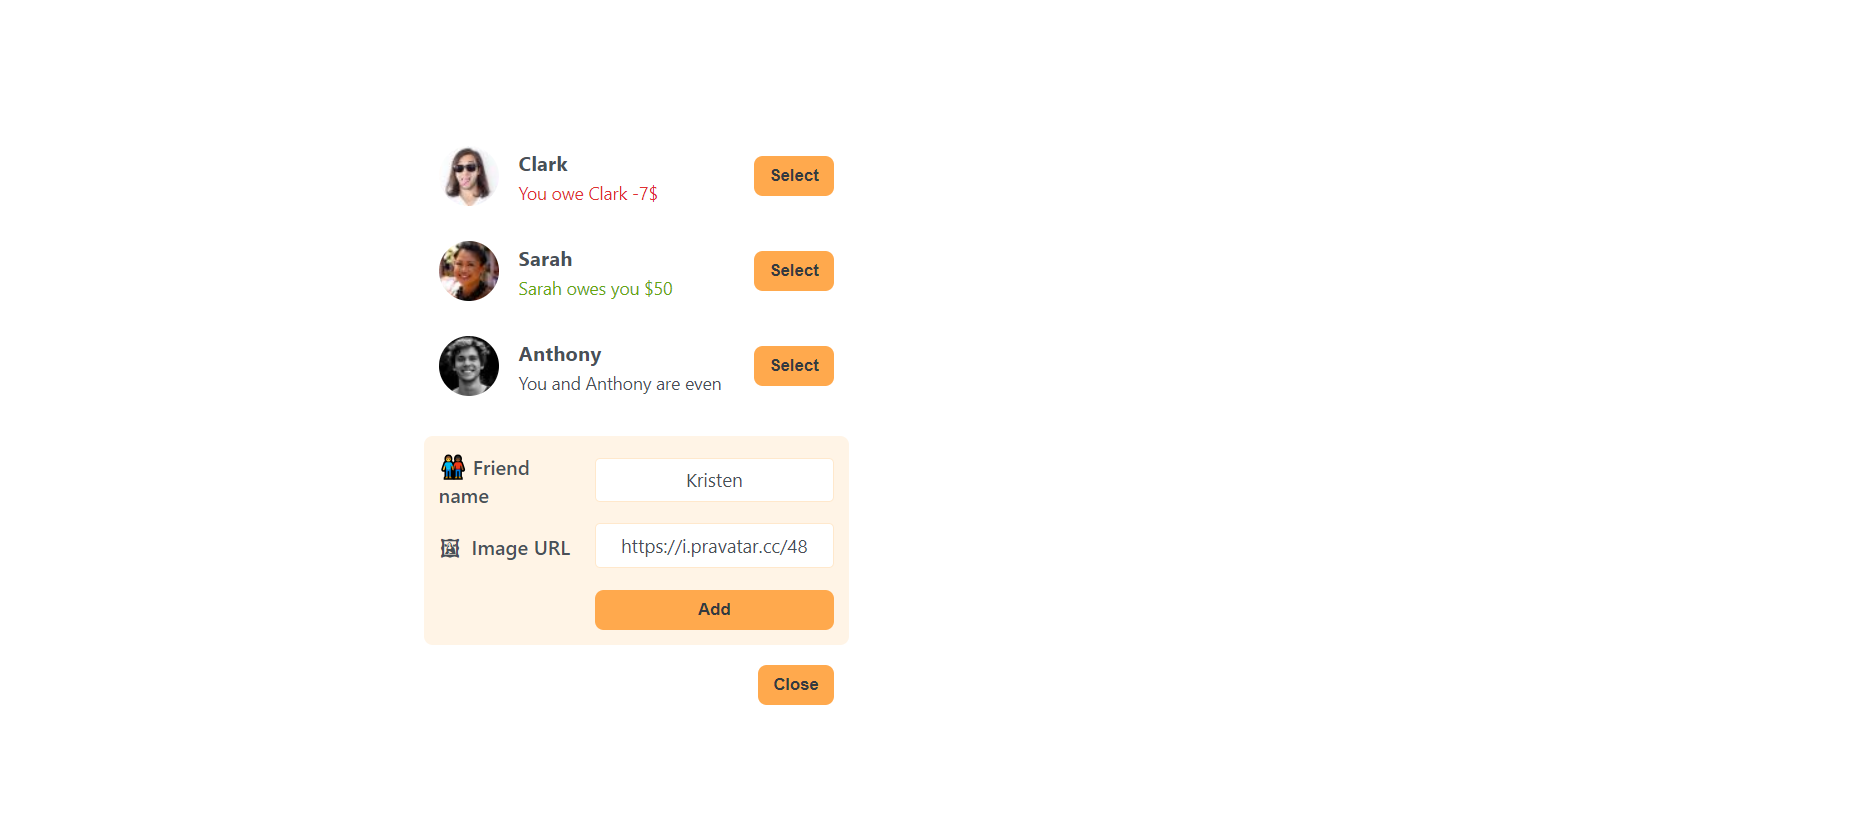 Clark
You owe Clark -7$
Select
Sarah
Sarah owes you $50
Select
Anthony
You and Anthony are even
Select
Friend
name
Kristen
Image URL
https://i.pravatar.cc/48
Add
Close